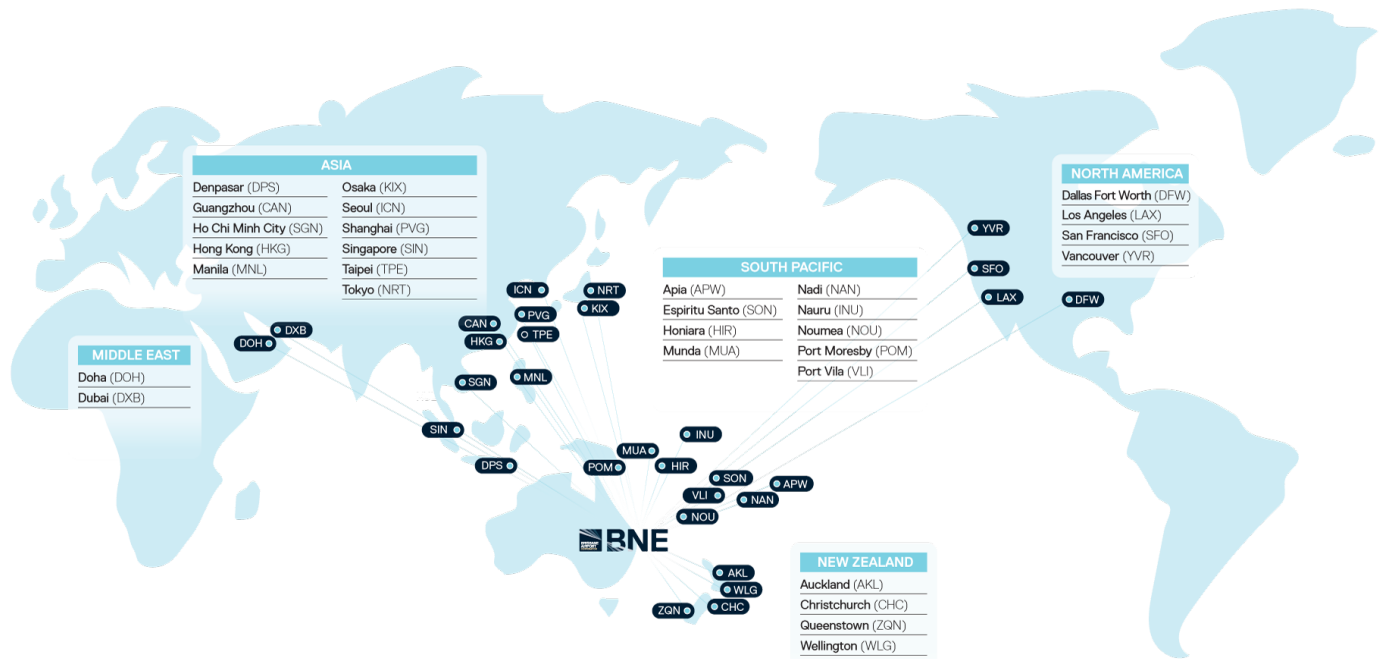 ASIA
Denpasar (DPS)
Guangzhou (CAN)
Ho Chi Minh City (SGN)
Hong Kong (HKG)
Manila (MNL)
Osaka (KIX)
Seoul (ICN)
Shanghai (PVG)
Singapore (SIN)
Taipei (TPE)
Tokyo (NRT)
NORTH AMERICA
Dallas Fort Worth (DFW)
Los Angeles (LAX)
San Francisco (SFO)
Vancouver (YVR)
SOUTH PACIFIC
Apia (APW)
Espiritu Santo (SON)
Honiara (HIR)
Munda (MUA)
Nadi (NAN)
Nauru (INU)
Noumea (NOU)
Port Moresby (POM)
Port Vila (VLI)
MIDDLE EAST
Doha (DOH)
Dubai (DXB)
YVR
SFO
LAX
DFW
ICN
NRT
KIX
PVG
CAN
TPE
HKG
DXB
DOH
MNL
SGN
SIN
INU
MUA
DPS
POM
HIR
SON
APW
VLI
NAN
NOU
BNE
AKL
WLG
CHC
ZQN
NEW ZEALAND
Auckland (AKL)
Christchurch (CHC)
Queenstown (ZQN)
Wellington (WLG)